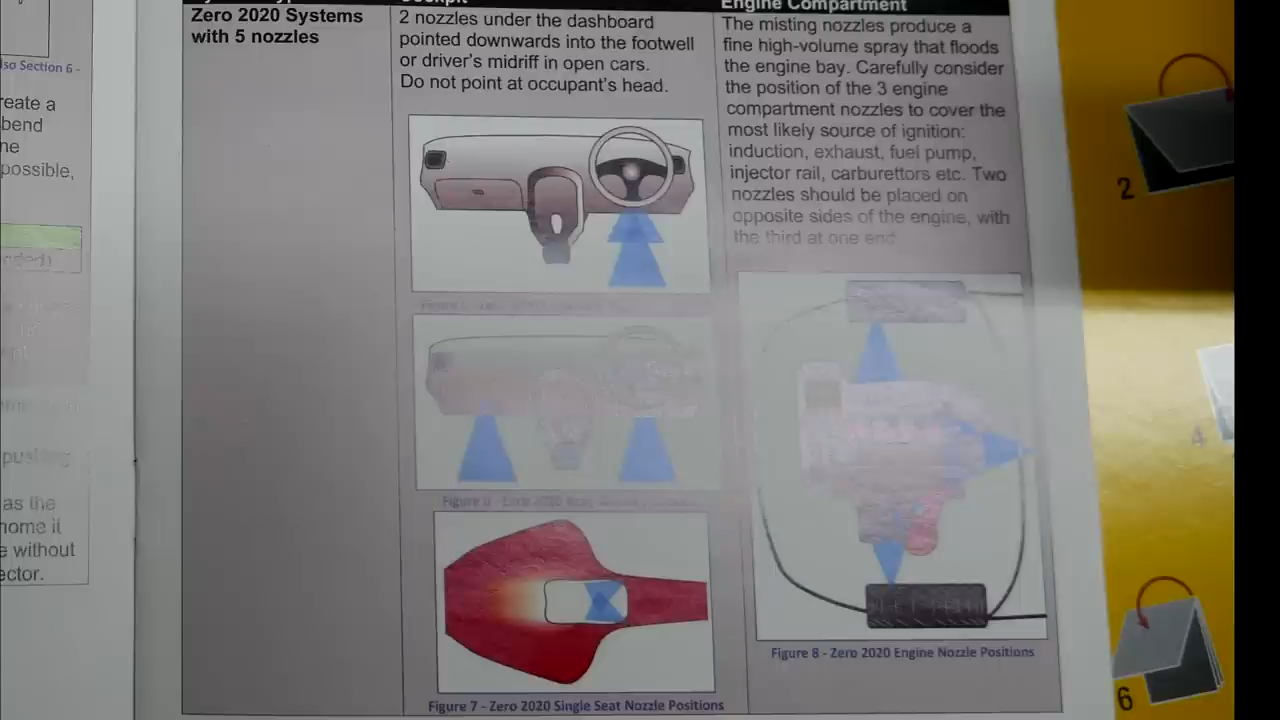 Engine Compartment
Zero 2020 Systems
with 5 nozzles
2 nozzles under the dashboard
pointed downwards into the footwell
or driver's midriff in open cars.
Do not point at occupant's head.
The misting nozzles produce a
fine high-volume spray that floods
the engine bay. Carefully consider
the position of the 3 engine
compartment nozzles to cover the
most likely source of ignition:
induction, exhaust, fuel pump,
injector rail, carburettors etc. Two
nozzles should be placed on
opposite sides of the engine, with
the third at one end
Figure 7 - Zero 2020 Single Seat Nozzle Positions
Figure 8 - Zero 2020 Engine Nozzle Positions
Section 6 -
a
bend
possible,
as the
it
without
2
4
6